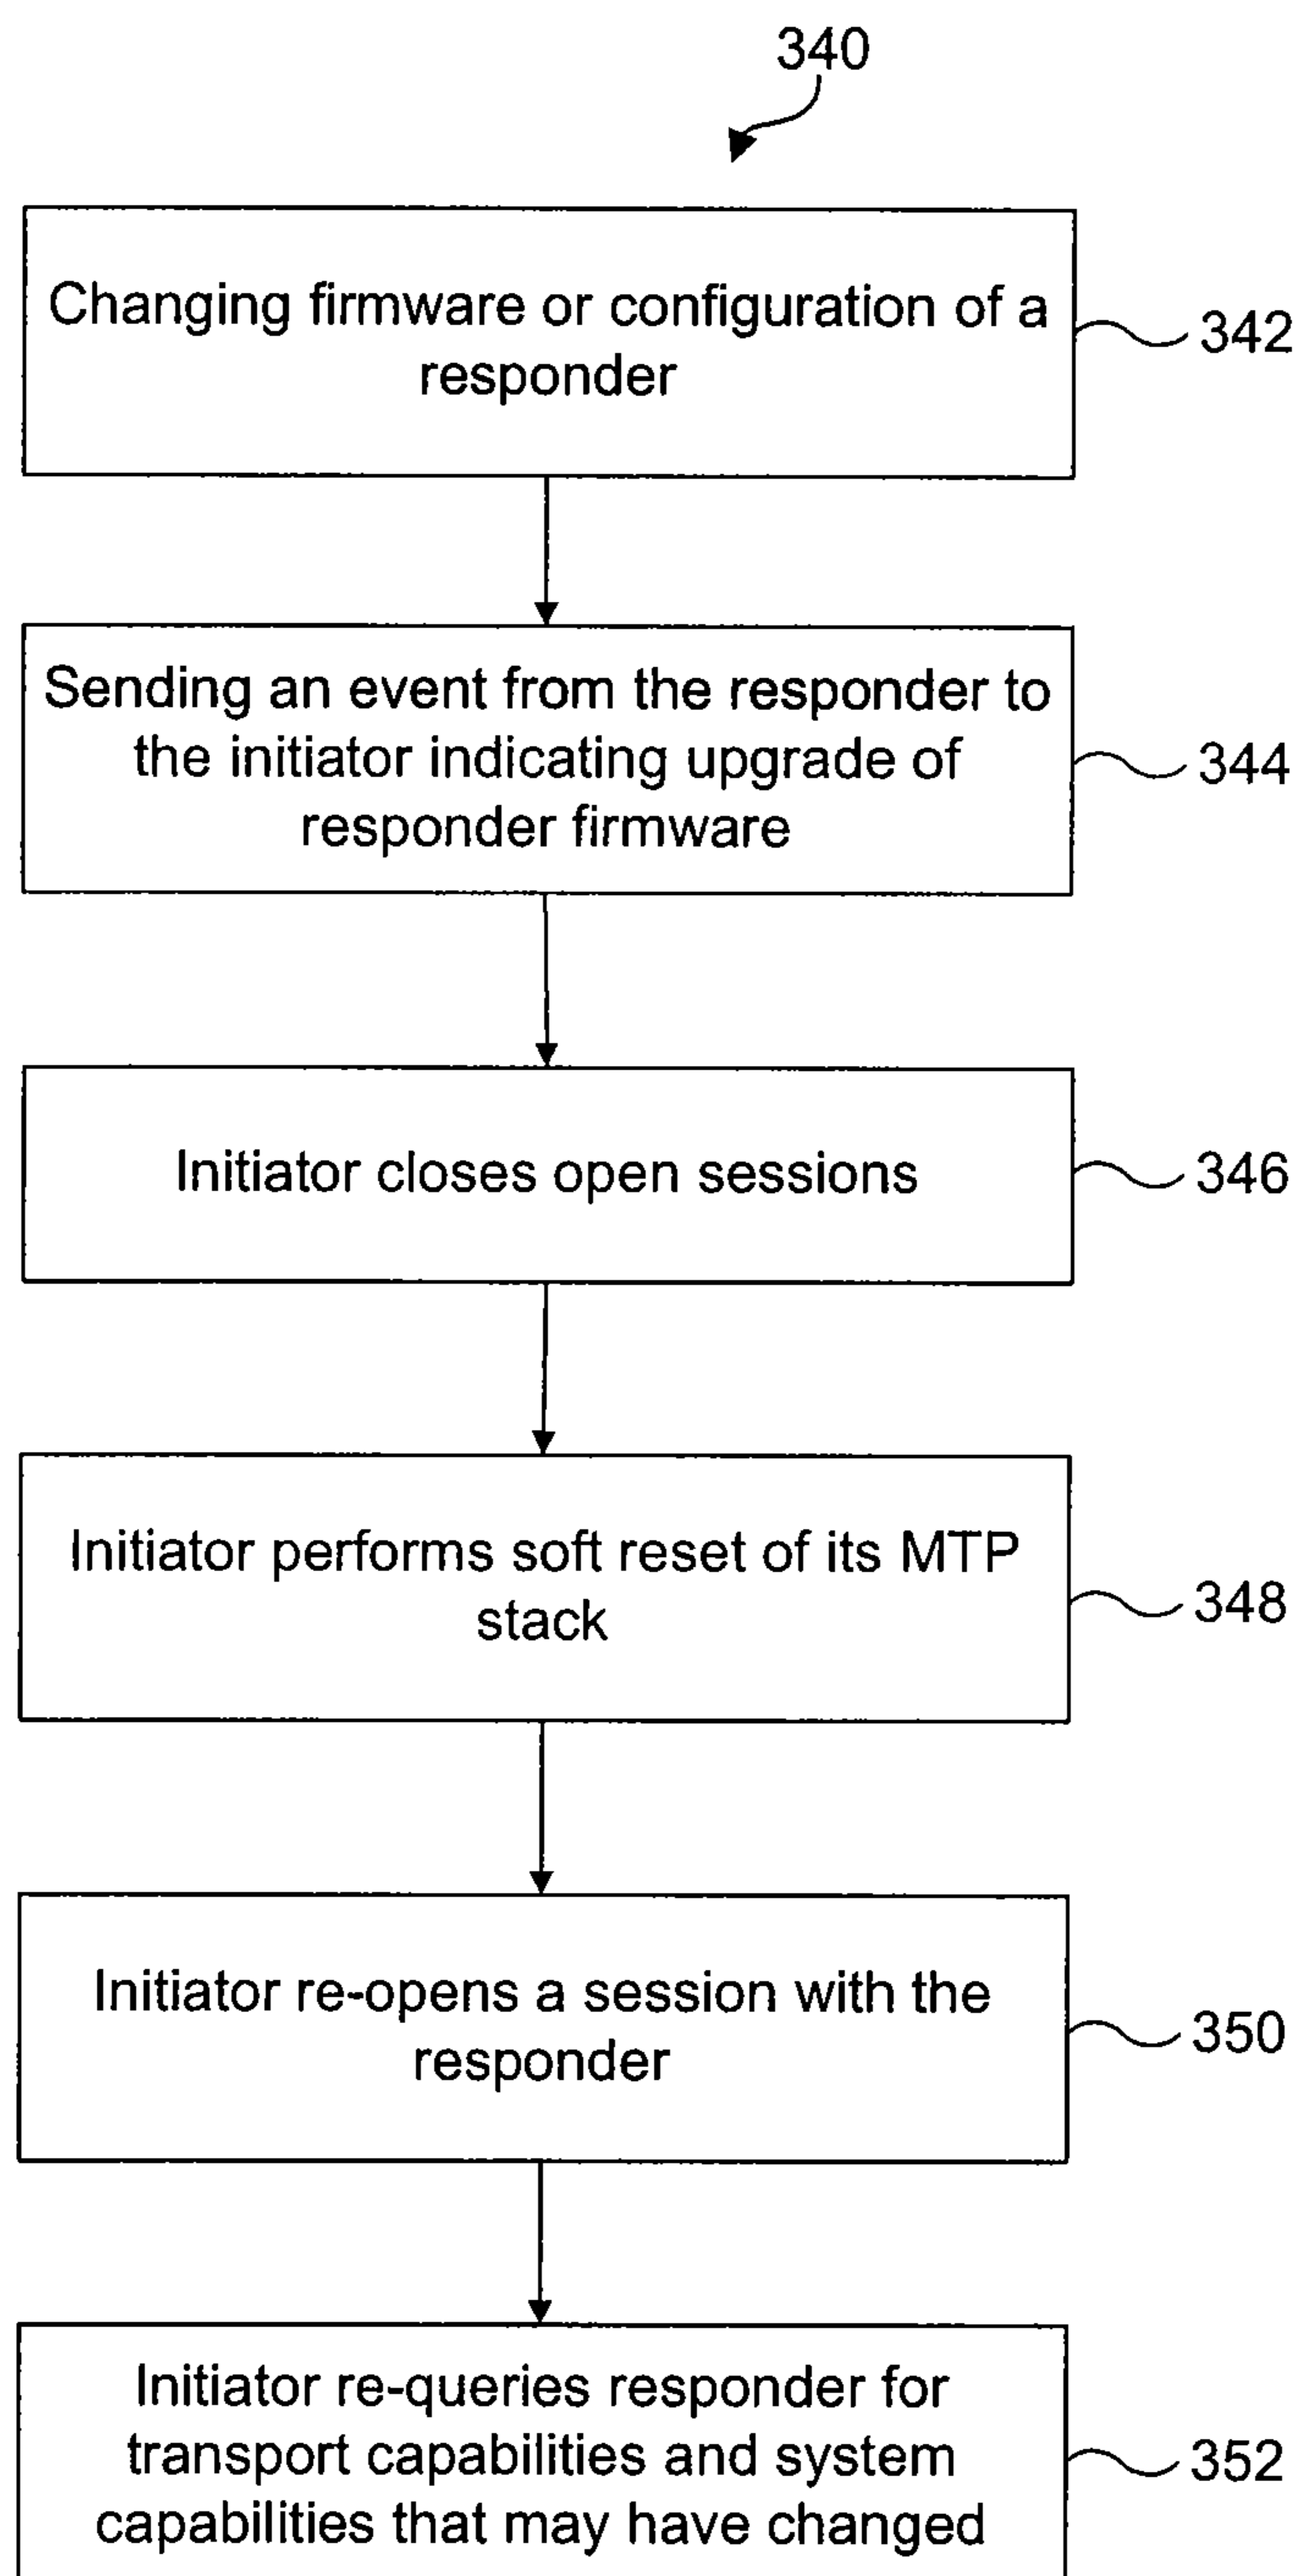 340
Changing firmware or configuration of a
responder
342
Sending an event from the responder to
the initiator indicating upgrade of
responder firmware
344
Initiator closes open sessions
346
Initiator performs soft reset of its MTP
stack
348
Initiator re-opens a session with the
responder
350
Initiator re-queries responder for
transport capabilities and system
capabilities that may have changed
352